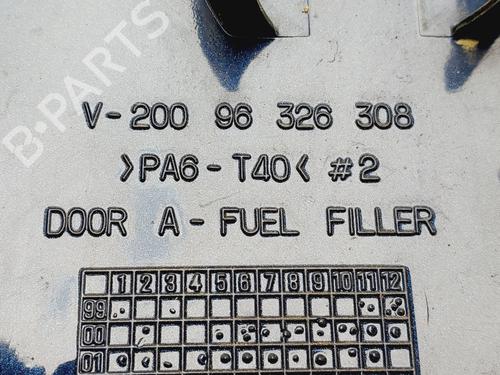 B-PARTS
V-200 96 326 308
>PA6-T40< #2
DOOR A-FUEL FILLER
1 2 3 4 5 6 7 8 9 10 11 12
99
00
01